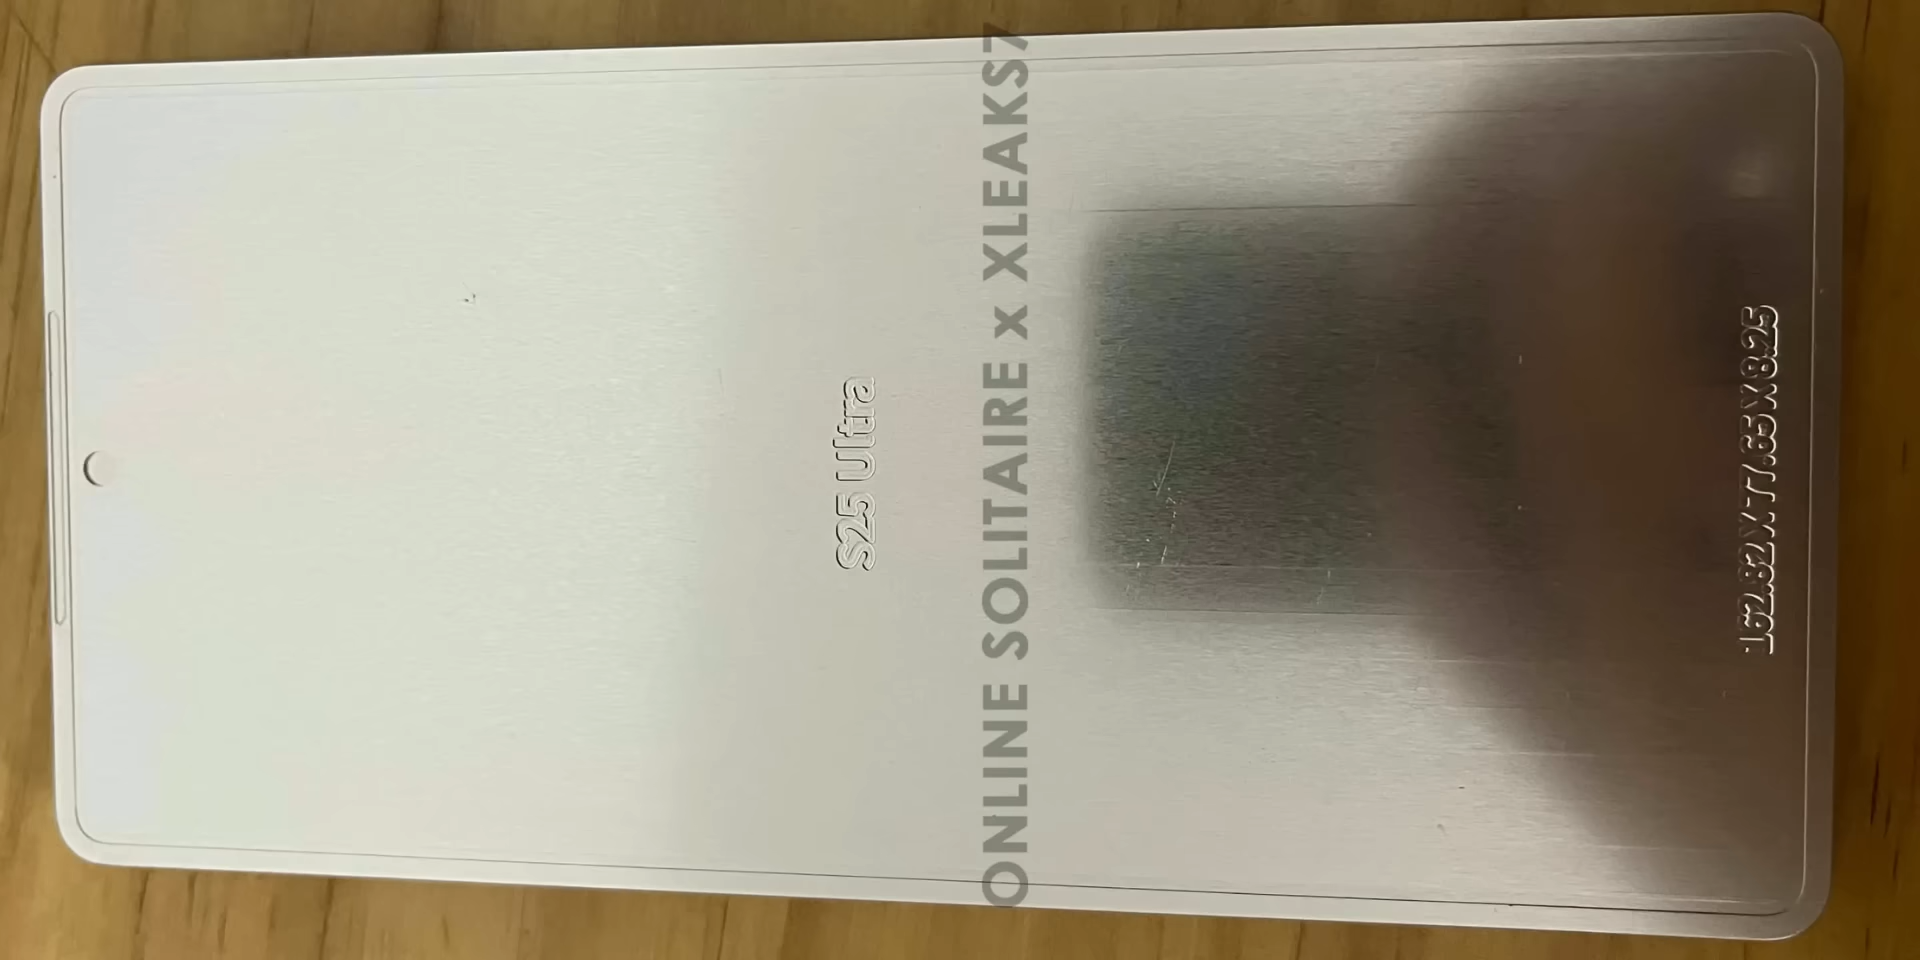 S25 Ultra
ONLINE SOLITAIRE x XLEAKS7
162.82 X 77.65 X 8.25